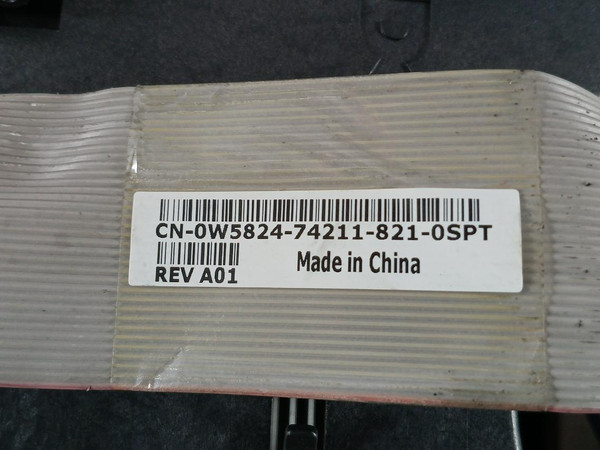 CN-0W5824-74211-821-0SPT
REV A01 Made in China